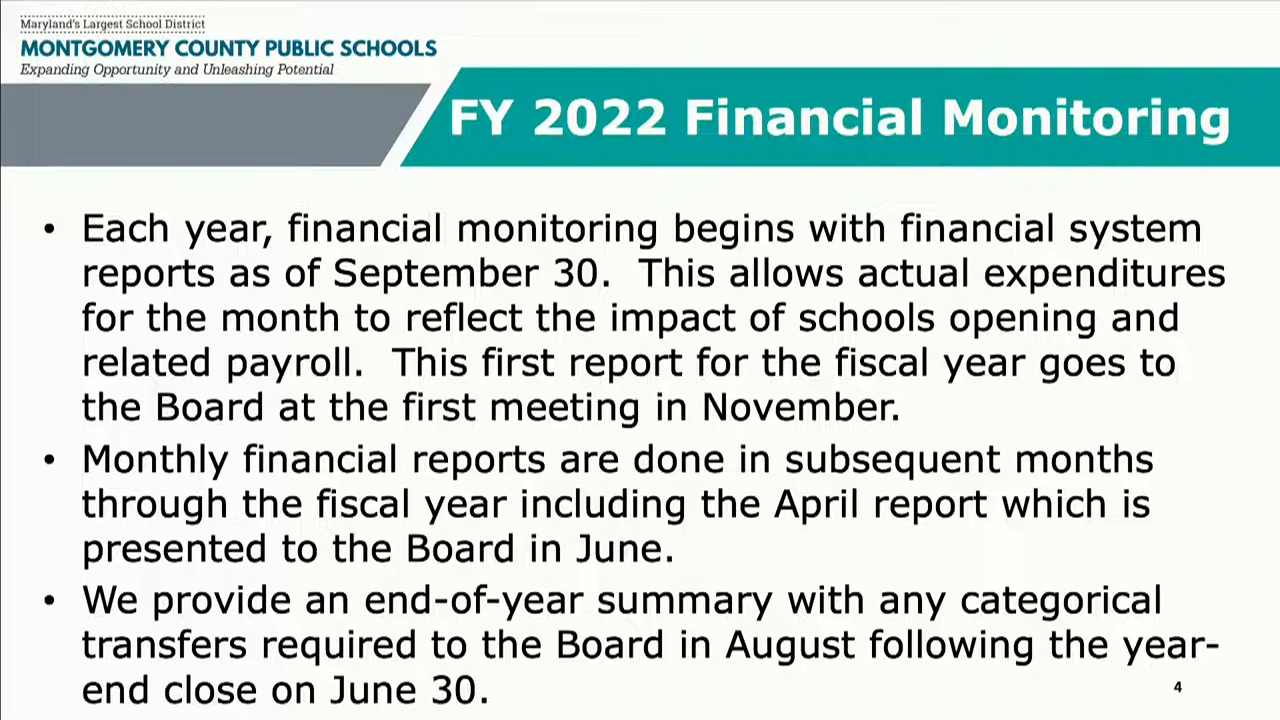 Maryland's Largest School District
MONTGOMERY COUNTY PUBLIC SCHOOLS
Expanding Opportunity and Unleashing Potential
FY 2022 Financial Monitoring
• Each year, financial monitoring begins with financial system
reports as of September 30.  This allows actual expenditures
for the month to reflect the impact of schools opening and
related payroll.  This first report for the fiscal year goes to
the Board at the first meeting in November.
• Monthly financial reports are done in subsequent months
through the fiscal year including the April report which is
presented to the Board in June.
• We provide an end-of-year summary with any categorical
transfers required to the Board in August following the year-
end close on June 30.
4